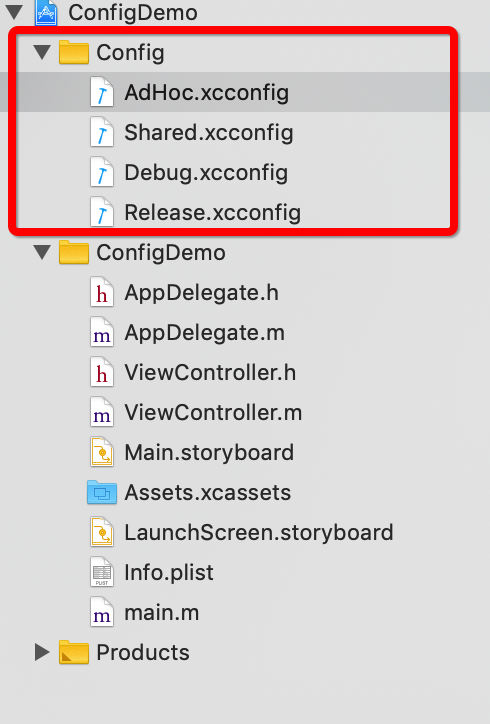 ConfigDemo
Config
AdHoc.xcconfig
Shared.xcconfig
Debug.xcconfig
Release.xcconfig
ConfigDemo
h AppDelegate.h
m AppDelegate.m
h ViewController.h
m ViewController.m
Main.storyboard
Assets.xcassets
LaunchScreen.storyboard
PLIST Info.plist
m main.m
Products